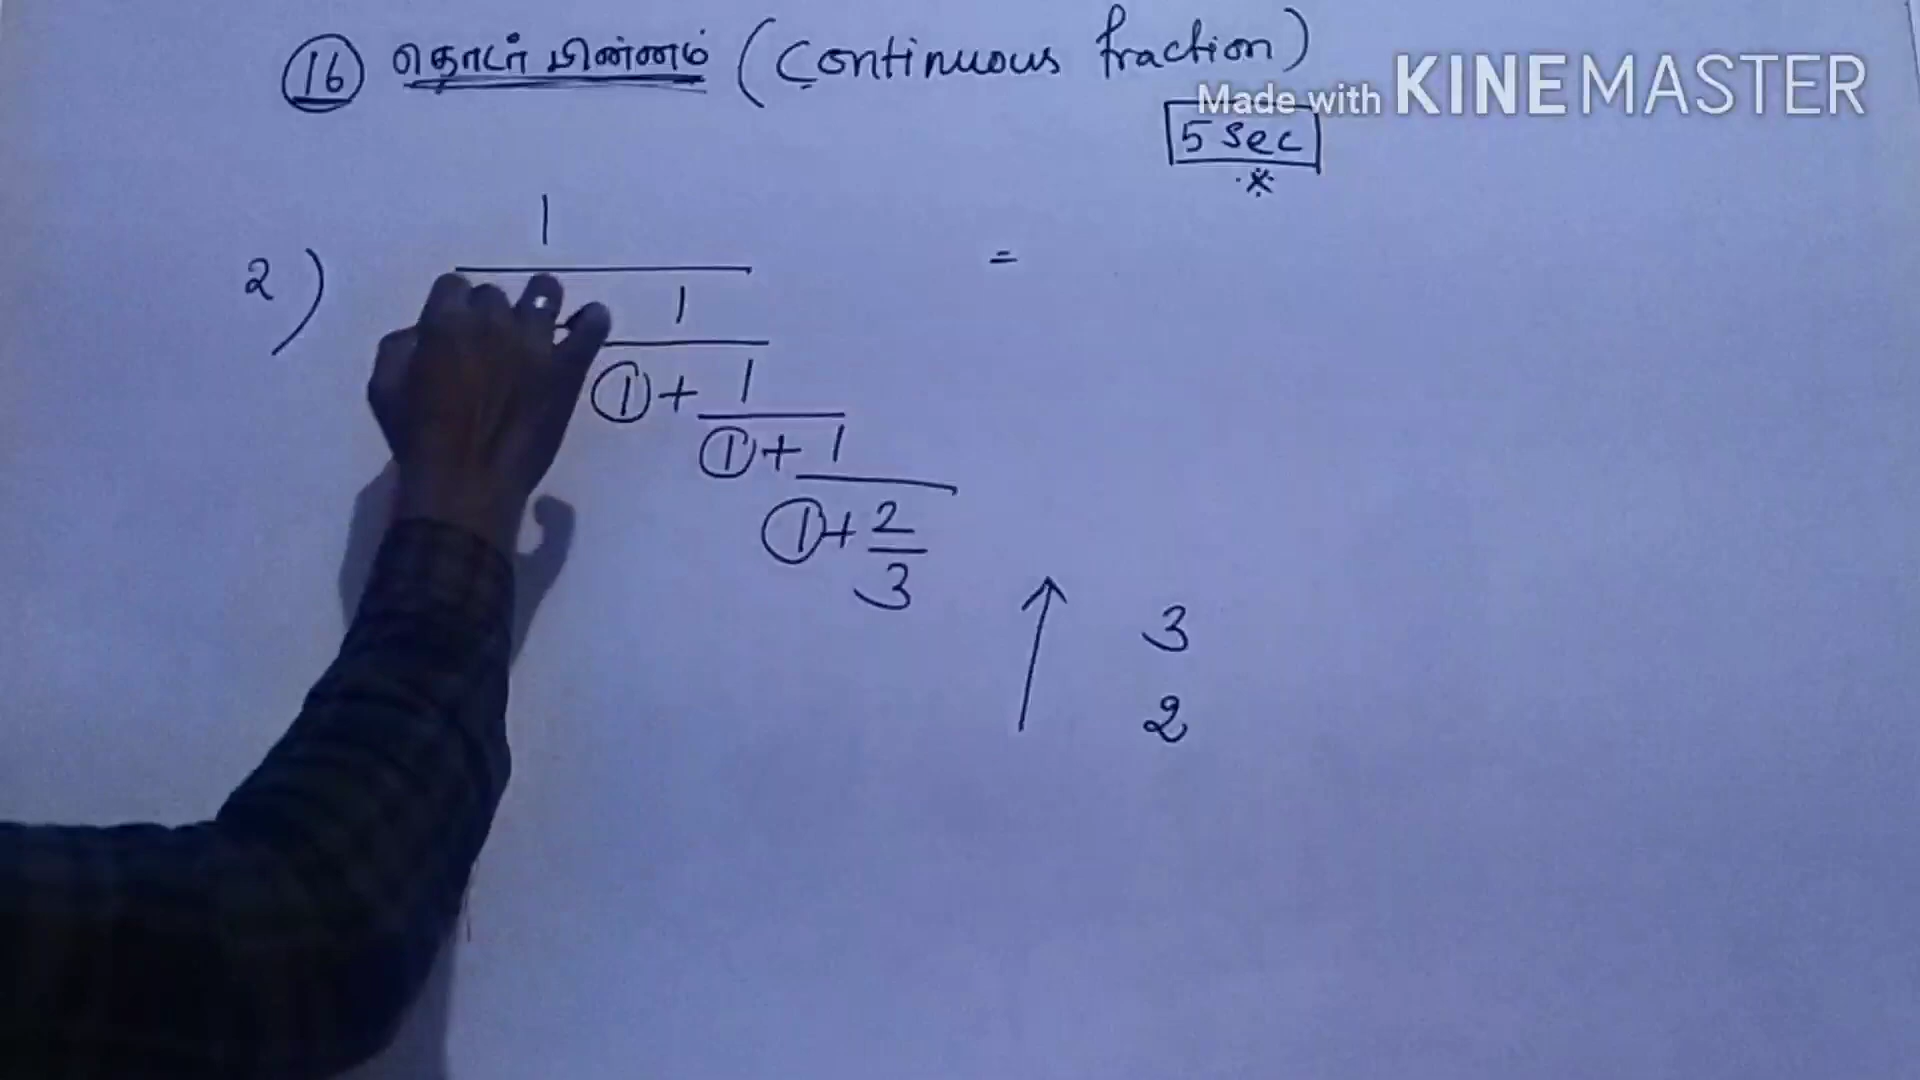 16 தொடர் பின்னம் (Continuous fraction)
Made with KINEMASTER
5 sec
*
2) 1 =
1
1 + 1
1 + 1
1 + 2
3
3
2